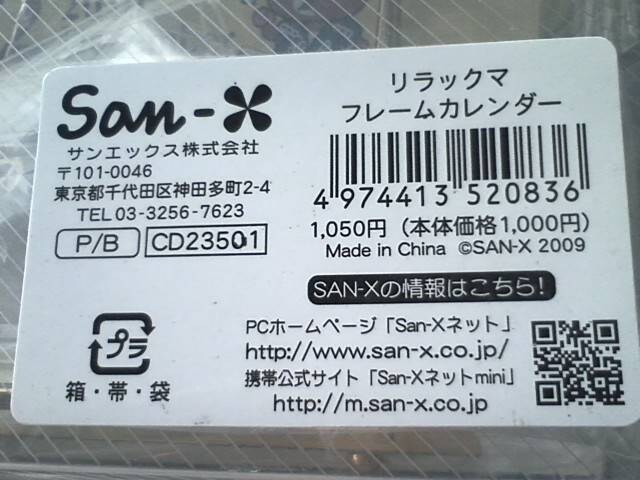 San-X
サンエックス株式会社
〒101-0046
東京都千代田区神田多町2-4
TEL 03-3256-7623
P/B CD23501
リラックマ
フレームカレンダー
4 974413 520836
1,050円（本体価格1,000円）
Made in China ©SAN-X 2009
SAN-Xの情報はこちら!
PCホームページ「San-Xネット」
http://www.san-x.co.jp/
携帯公式サイト「San-Xネットmini」
http://m.san-x.co.jp
プラ
箱・帯・袋